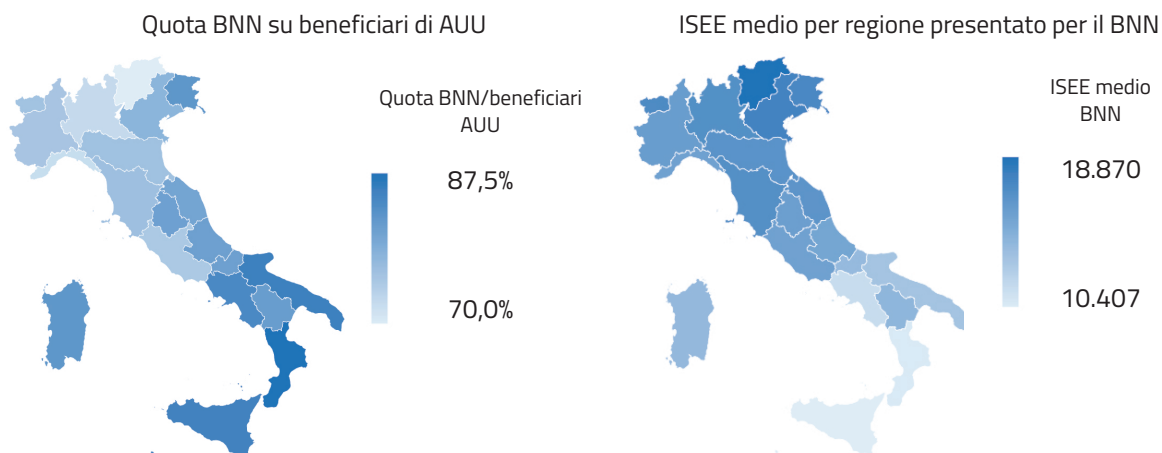 Quota BNN su beneficiari di AUU
Quota BNN/beneficiari
AUU
87,5%
70,0%
ISEE medio per regione presentato per il BNN
ISEE medio
BNN
18.870
10.407